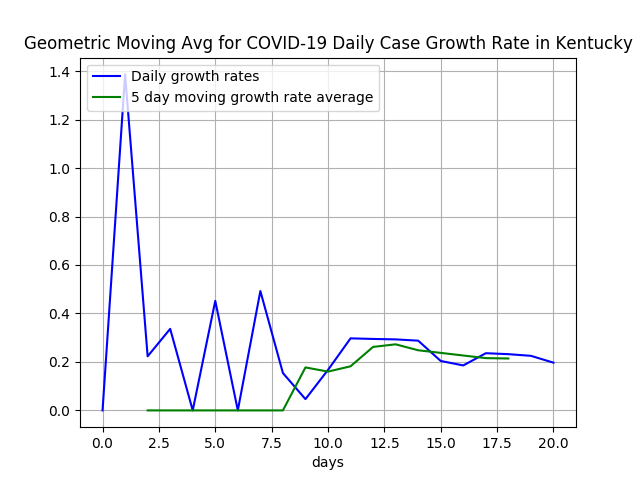 Geometric Moving Avg for COVID-19 Daily Case Growth Rate in Kentucky
Daily growth rates
5 day moving growth rate average
1.4
1.2
1.0
0.8
0.6
0.4
0.2
0.0
0.0 2.5 5.0 7.5 10.0 12.5 15.0 17.5 20.0
days